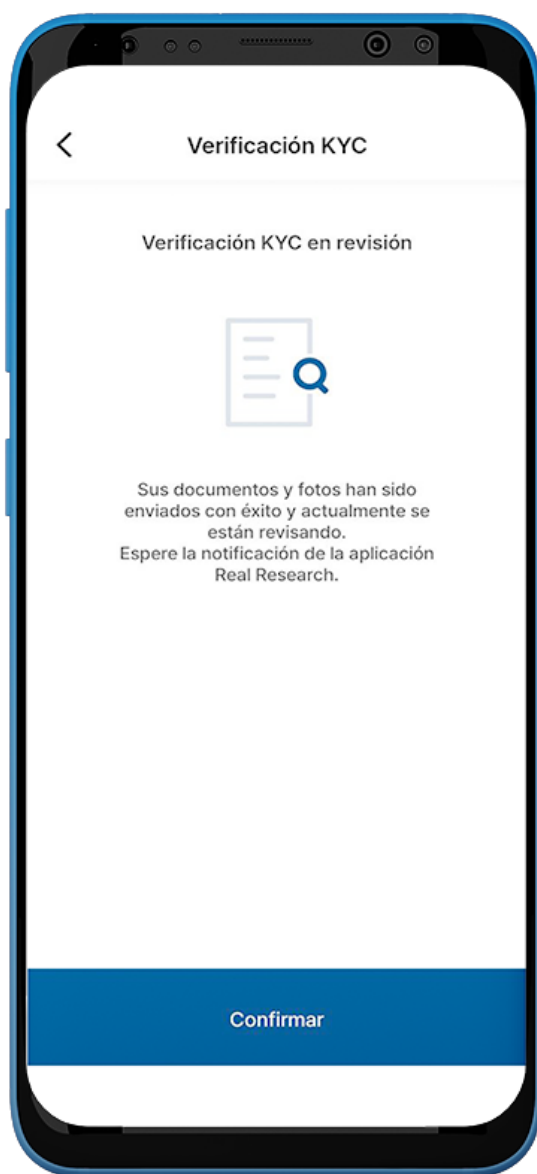 Verificación KYC
Verificación KYC en revisión
Sus documentos y fotos han sido
enviados con éxito y actualmente se
están revisando.
Espere la notificación de la aplicación
Real Research.
Confirmar